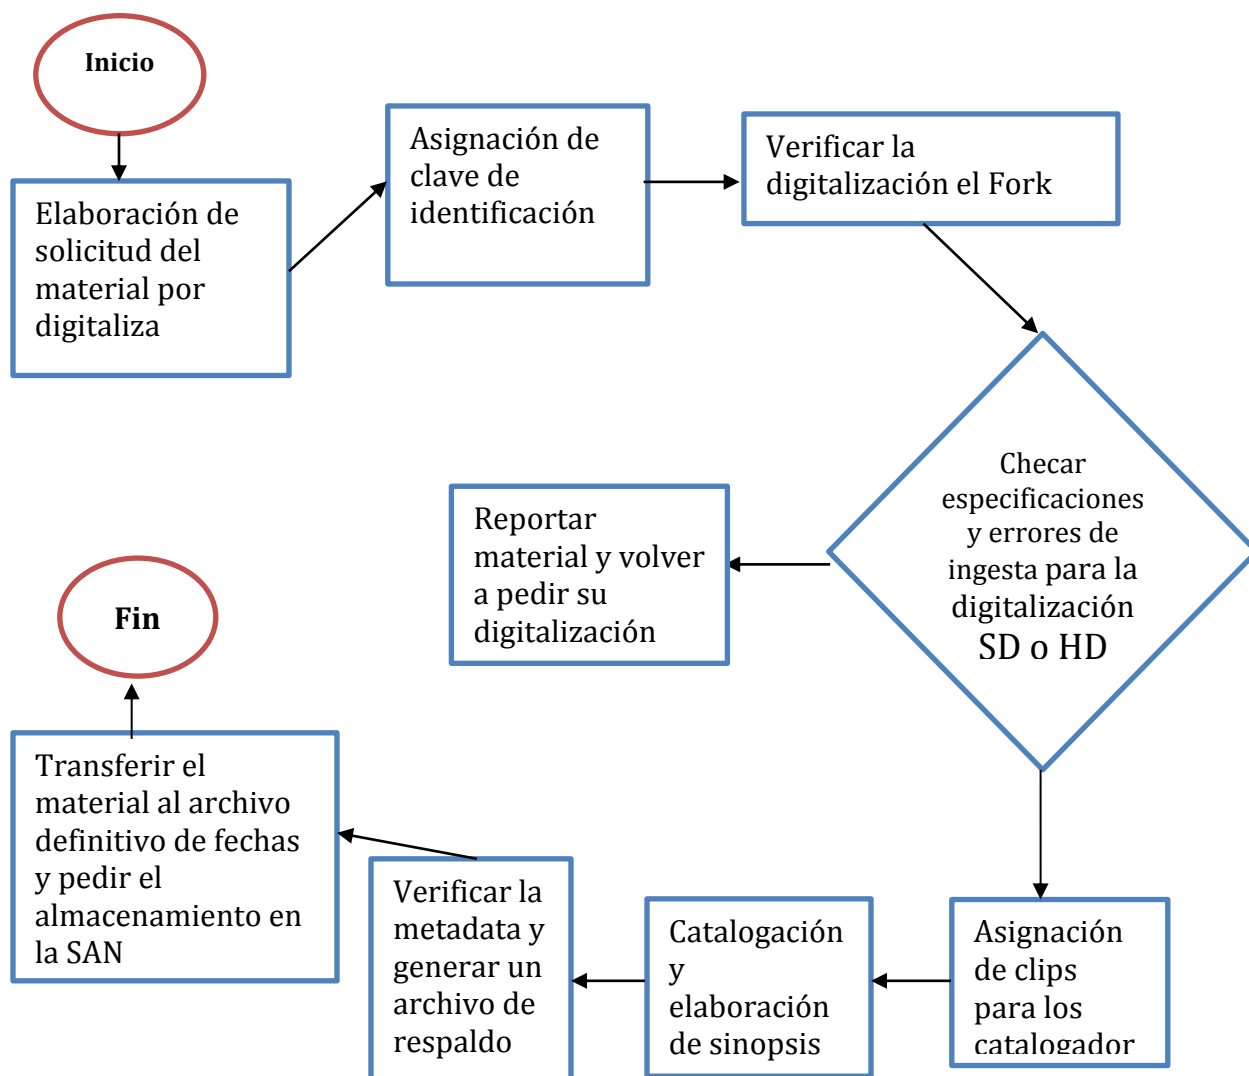 Inicio
Elaboración de
solicitud del
material por
digitaliza
Asignación de
clave de
identificación
Verificar la
digitalización el Fork
Checar
especificaciones
y errores de
ingesta para la
digitalización
SD o HD
Reportar
material y volver
a pedir su
digitalización
Asignación
de clips
para los
catalogador
Catalogación
y
elaboración
de sinopsis
Verificar la
metadata y
generar un
archivo de
respaldo
Transferir el
material al archivo
definitivo de fechas
y pedir el
almacenamiento en
la SAN
Fin